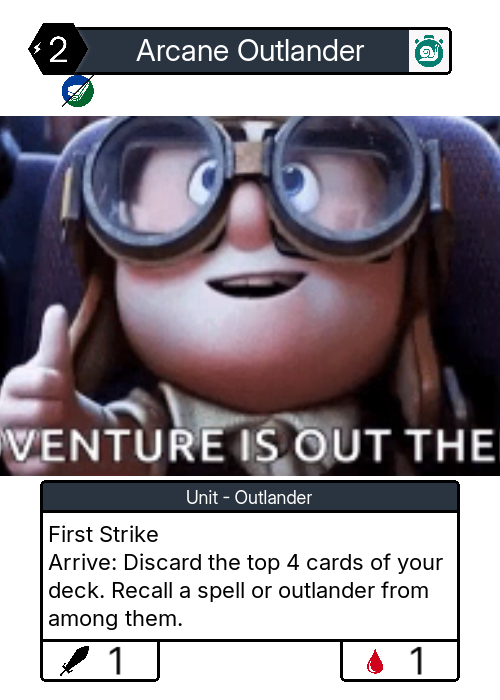 2
Arcane Outlander
VENTURE IS OUT THE
Unit - Outlander
First Strike
Arrive: Discard the top 4 cards of your
deck. Recall a spell or outlander from
among them.
1
1